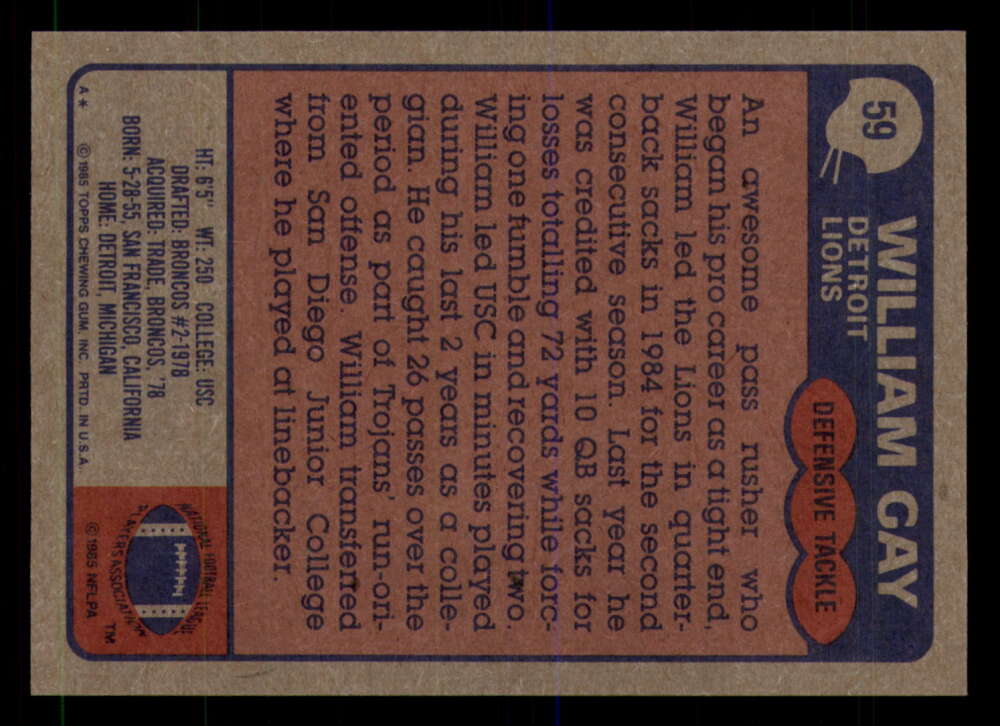 59
WILLIAM GAY
DETROIT
LIONS
DEFENSIVE TACKLE
An awesome pass rusher who
began his pro career as a tight end,
William led the Lions in quarter-
back sacks in 1984 for the second
consecutive season. Last year he
was credited with 10 QB sacks for
losses totalling 72 yards while forc-
ing one fumble and recovering two.
William led USC in minutes played
during his last 2 years as a colle-
gian. He caught 26 passes over the
period as part of Trojans' run-ori-
ented offense. William transferred
from San Diego Junior College
where he played at linebacker.
HT: 6'5" WT: 250 COLLEGE: USC
DRAFTED: BRONCOS #2-1978
ACQUIRED: TRADE, BRONCOS, '78
BORN: 5-28-55, SAN FRANCISCO, CALIFORNIA
HOME: DETROIT, MICHIGAN
A* © 1985 TOPPS CHEWING GUM, INC. PRTD. IN U.S.A.
NATIONAL FOOTBALL LEAGUE
PLAYERS ASSOCIATION
TM
© 1985 NFLPA